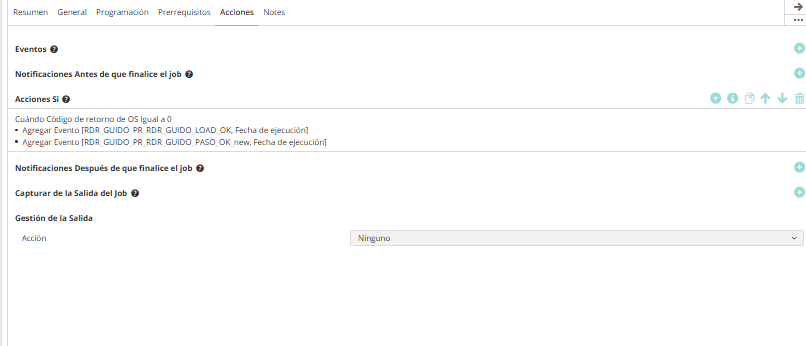 Resumen General Programación Prerrequisitos Acciones Notes
Eventos
Notificaciones Antes de que finalice el job
Acciones Si
Cuándo Código de retorno de OS Igual a 0
• Agregar Evento [RDR_GUIDO_PR_RDR_GUIDO_LOAD_OK, Fecha de ejecución]
• Agregar Evento [RDR_GUIDO_PR_RDR_GUIDO_PASO_OK_new, Fecha de ejecución]
Notificaciones Después de que finalice el job
Capturar de la Salida del Job
Gestión de la Salida
Acción Ninguno